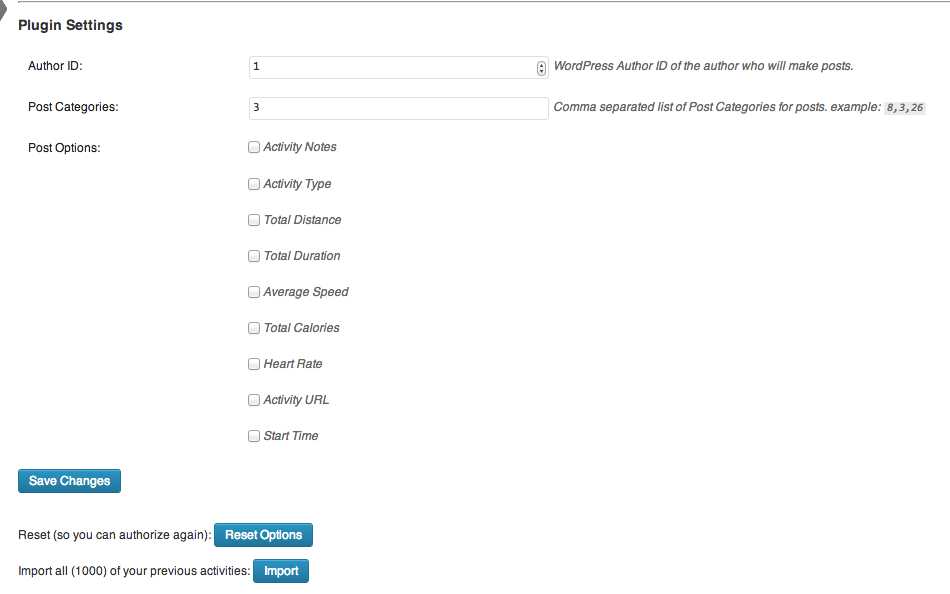 Plugin Settings
Author ID: 1 WordPress Author ID of the author who will make posts.
Post Categories: 3 Comma separated list of Post Categories for posts. example: 8,3,26
Post Options: Activity Notes
Activity Type
Total Distance
Total Duration
Average Speed
Total Calories
Heart Rate
Activity URL
Start Time
Save Changes
Reset (so you can authorize again): Reset Options
Import all (1000) of your previous activities: Import